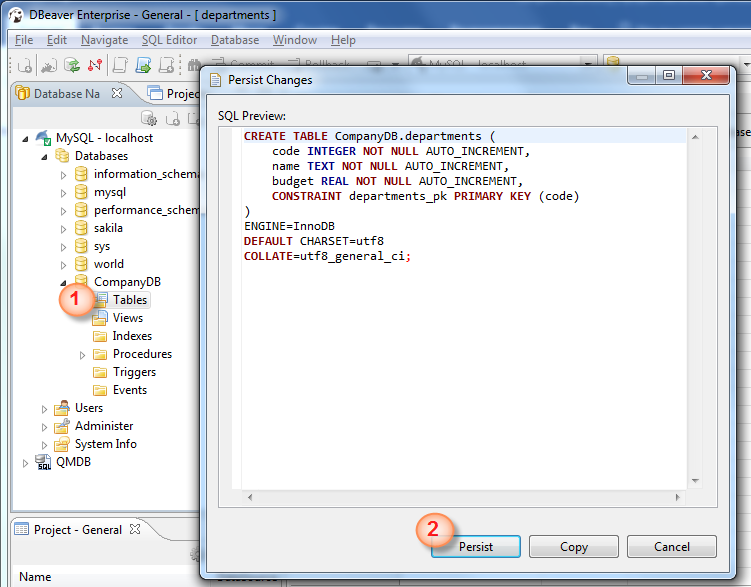 DBeaver Enterprise - General - [ departments ]
File Edit Navigate SQL Editor Database Window Help
Commit Rollback MySQL - localhost
Database Na Projec
Persist Changes
SQL Preview:
MySQL - localhost
Databases
information_schema
mysql
performance_schem
sakila
sys
world
CompanyDB
1 Tables
Views
Indexes
Procedures
Triggers
Events
Users
Administer
System Info
QMDB
CREATE TABLE CompanyDB.departments (
code INTEGER NOT NULL AUTO_INCREMENT,
name TEXT NOT NULL AUTO_INCREMENT,
budget REAL NOT NULL AUTO_INCREMENT,
CONSTRAINT departments_pk PRIMARY KEY (code)
)
ENGINE=InnoDB
DEFAULT CHARSET=utf8
COLLATE=utf8_general_ci;
2
Persist Copy Cancel
Project - General
Name